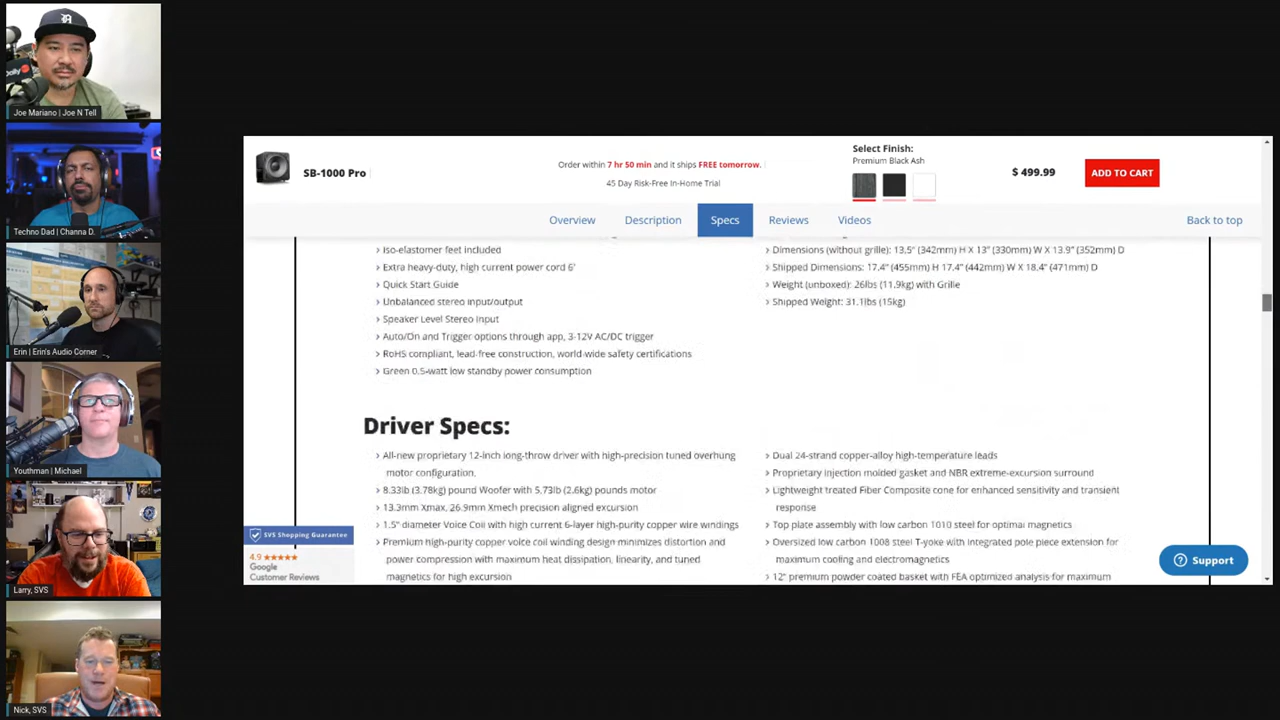 Joe Mariano | Joe N Tell
Techno Dad | Channa D.
Erin | Erin's Audio Corner
Youthman | Michael
Larry, SVS
Nick, SVS
SB-1000 Pro
Order within 7 hr 50 min and it ships FREE tomorrow.
45 Day Risk-Free In-Home Trial
Select Finish:
Premium Black Ash
$ 499.99
ADD TO CART
Overview
Description
Specs
Reviews
Videos
Back to top
Iso-elastomer feet included
Extra heavy-duty, high current power cord 6'
Quick Start Guide
Unbalanced stereo input/output
Speaker Level Stereo Input
Auto/On and Trigger options through app, 3-12V AC/DC trigger
RoHS compliant, lead-free construction, world-wide safety certifications
Green 0.5-watt low standby power consumption
Dimensions (without grille): 13.5" (342mm) H X 13" (330mm) W X 13.9" (352mm) D
Shipped Dimensions: 17.4" (455mm) H 17.4" (442mm) W X 18.4" (471mm) D
Weight (unboxed): 26lbs (11.9kg) with Grille
Shipped Weight: 31.1lbs (15kg)
Driver Specs:
All-new proprietary 12-inch long-throw driver with high-precision tuned overhung
motor configuration.
8.33lb (3.78kg) pound Woofer with 5.73lb (2.6kg) pounds motor
13.3mm Xmax, 26.9mm Xmech precision aligned excursion
1.5" diameter Voice Coil with high current 6-layer high-purity copper wire windings
Premium high-purity copper voice coil winding design minimizes distortion and
power compression with maximum heat dissipation, linearity, and tuned
magnetics for high excursion
Dual 24-strand copper-alloy high-temperature leads
Proprietary injection molded gasket and NBR extreme-excursion surround
Lightweight treated Fiber Composite cone for enhanced sensitivity and transient
response
Top plate assembly with low carbon 1010 steel for optimal magnetics
Oversized low carbon 1008 steel T-yoke with integrated pole piece extension for
maximum cooling and electromagnetics
12" premium powder coated basket with FEA optimized analysis for maximum
SVS Shopping Guarantee
4.9 ★★★★★
Google
Customer Reviews
Support